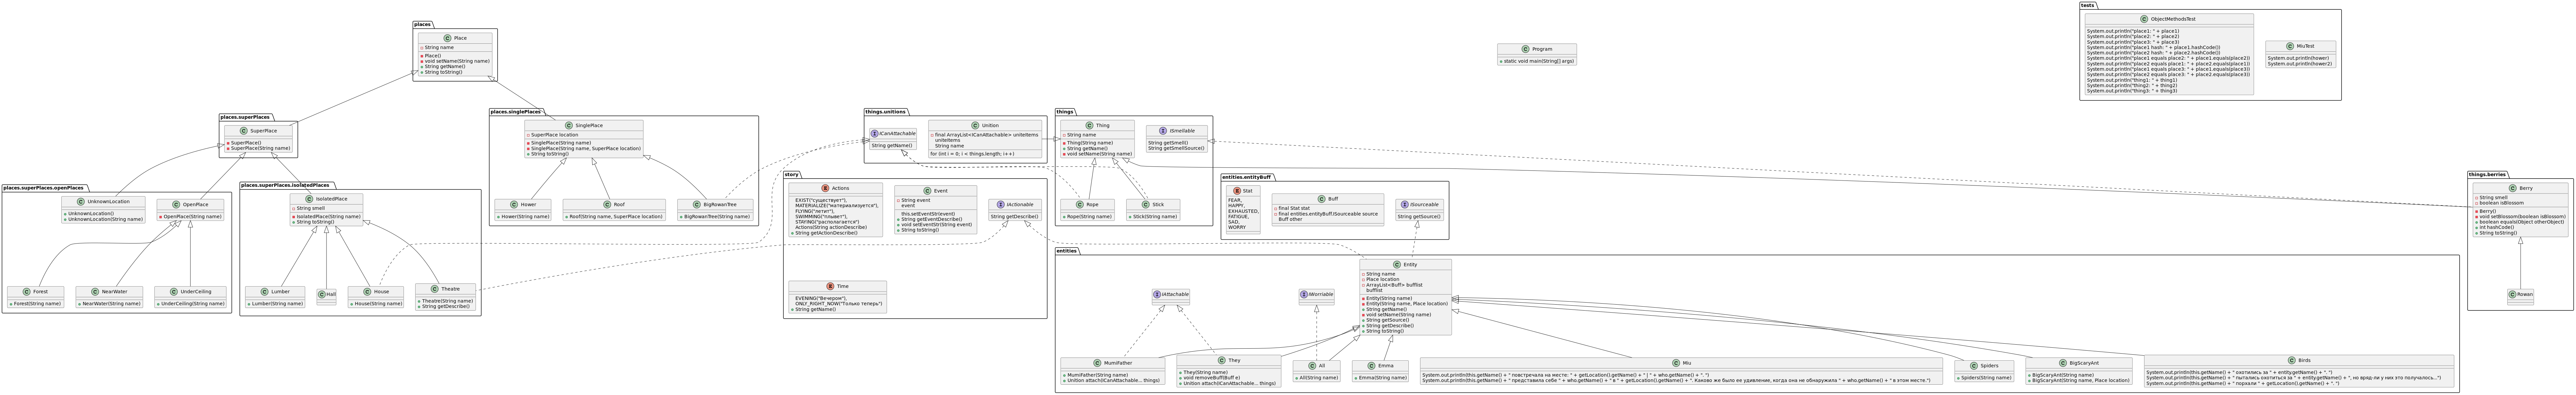 places
Place
String name
Place()
void setName(String name)
String getName()
String toString()
places.superPlaces
SuperPlace
SuperPlace()
SuperPlace(String name)
places.singlePlaces
SinglePlace
SuperPlace location
SinglePlace(String name)
SinglePlace(String name, SuperPlace location)
String toString()
Hower
Hower(String name)
Roof
Roof(String name, SuperPlace location)
BigRowanTree
BigRowanTree(String name)
places.superPlaces.openPlaces
UnknownLocation
UnknownLocation()
UnknownLocation(String name)
OpenPlace
OpenPlace(String name)
Forest
Forest(String name)
NearWater
NearWater(String name)
UnderCeiling
UnderCeiling(String name)
places.superPlaces.isolatedPlaces
IsolatedPlace
String smell
IsolatedPlace(String name)
String toString()
Lumber
Lumber(String name)
Hall
House
House(String name)
Theatre
Theatre(String name)
String getDescribe()
things.unitions
ICanAttachable
String getName()
Unition
final ArrayList<ICanAttachable> uniteItems
uniteItems
String name
for (int i = 0; i < things.length; i++)
things
Thing
String name
Thing(String name)
String getName()
void setName(String name)
ISmellable
String getSmell()
String getSmellSource()
Rope
Rope(String name)
Stick
Stick(String name)
story
Actions
EXIST("существует"),
MATERIALIZE("материализуется"),
FLYING("летит"),
SWIMMING("плывет"),
STAYING("располагается")
Actions(String actionDescribe)
String getActionDescribe()
Event
String event
event
this.setEventStr(event)
String getEventDescribe()
void setEventStr(String event)
String toString()
IActionable
String getDescribe()
Time
EVENING("Вечером"),
ONLY_RIGHT_NOW("Только теперь")
String getName()
entities.entityBuff
Stat
FEAR,
HAPPY,
EXHAUSTED,
FATIGUE,
SAD,
WORRY
Buff
final Stat stat
final entities.entityBuff.ISourceable source
Buff other
ISourceable
String getSource()
entities
Entity
String name
Place location
ArrayList<Buff> bufflist
bufflist
Entity(String name)
Entity(String name, Place location)
String getName()
void setName(String name)
String getSource()
String getDescribe()
String toString()
IAttachable
IWorriable
MumiFather
MumiFather(String name)
Unition attach(ICanAttachable... things)
They
They(String name)
void removeBuff(Buff e)
Unition attach(ICanAttachable... things)
All
All(String name)
Emma
Emma(String name)
Miu
System.out.println(this.getName() + " повстречала на месте: " + getLocation().getName() + " | " + who.getName() + ". ")
System.out.println(this.getName() + " представила себе " + who.getName() + " в " + getLocation().getName() + ". Каково же было ее удивление, когда она не обнаружила " + who.getName() + " в этом месте.")
Spiders
Spiders(String name)
BigScaryAnt
BigScaryAnt(String name)
BigScaryAnt(String name, Place location)
Birds
System.out.println(this.getName() + " охотились за " + entity.getName() + ". ")
System.out.println(this.getName() + " пытались охотиться за " + entity.getName() + ", но вряд-ли у них это получалось...")
System.out.println(this.getName() + " порхали " + getLocation().getName() + ". ")
Program
static void main(String[] args)
things.berries
Berry
String smell
boolean isBlossom
Berry()
void setBlossom(boolean isBlossom)
boolean equals(Object otherObject)
int hashCode()
String toString()
Rowan
tests
ObjectMethodsTest
System.out.println("place1: " + place1)
System.out.println("place2: " + place2)
System.out.println("place3: " + place3)
System.out.println("place1 hash: " + place1.hashCode())
System.out.println("place2 hash: " + place2.hashCode())
System.out.println("place1 equals place2: " + place1.equals(place2))
System.out.println("place2 equals place1: " + place2.equals(place1))
System.out.println("place1 equals place3: " + place1.equals(place3))
System.out.println("place2 equals place3: " + place2.equals(place3))
System.out.println("thing1: " + thing1)
System.out.println("thing2: " + thing2)
System.out.println("thing3: " + thing3)
MiuTest
System.out.println(hower)
System.out.println(hower2)